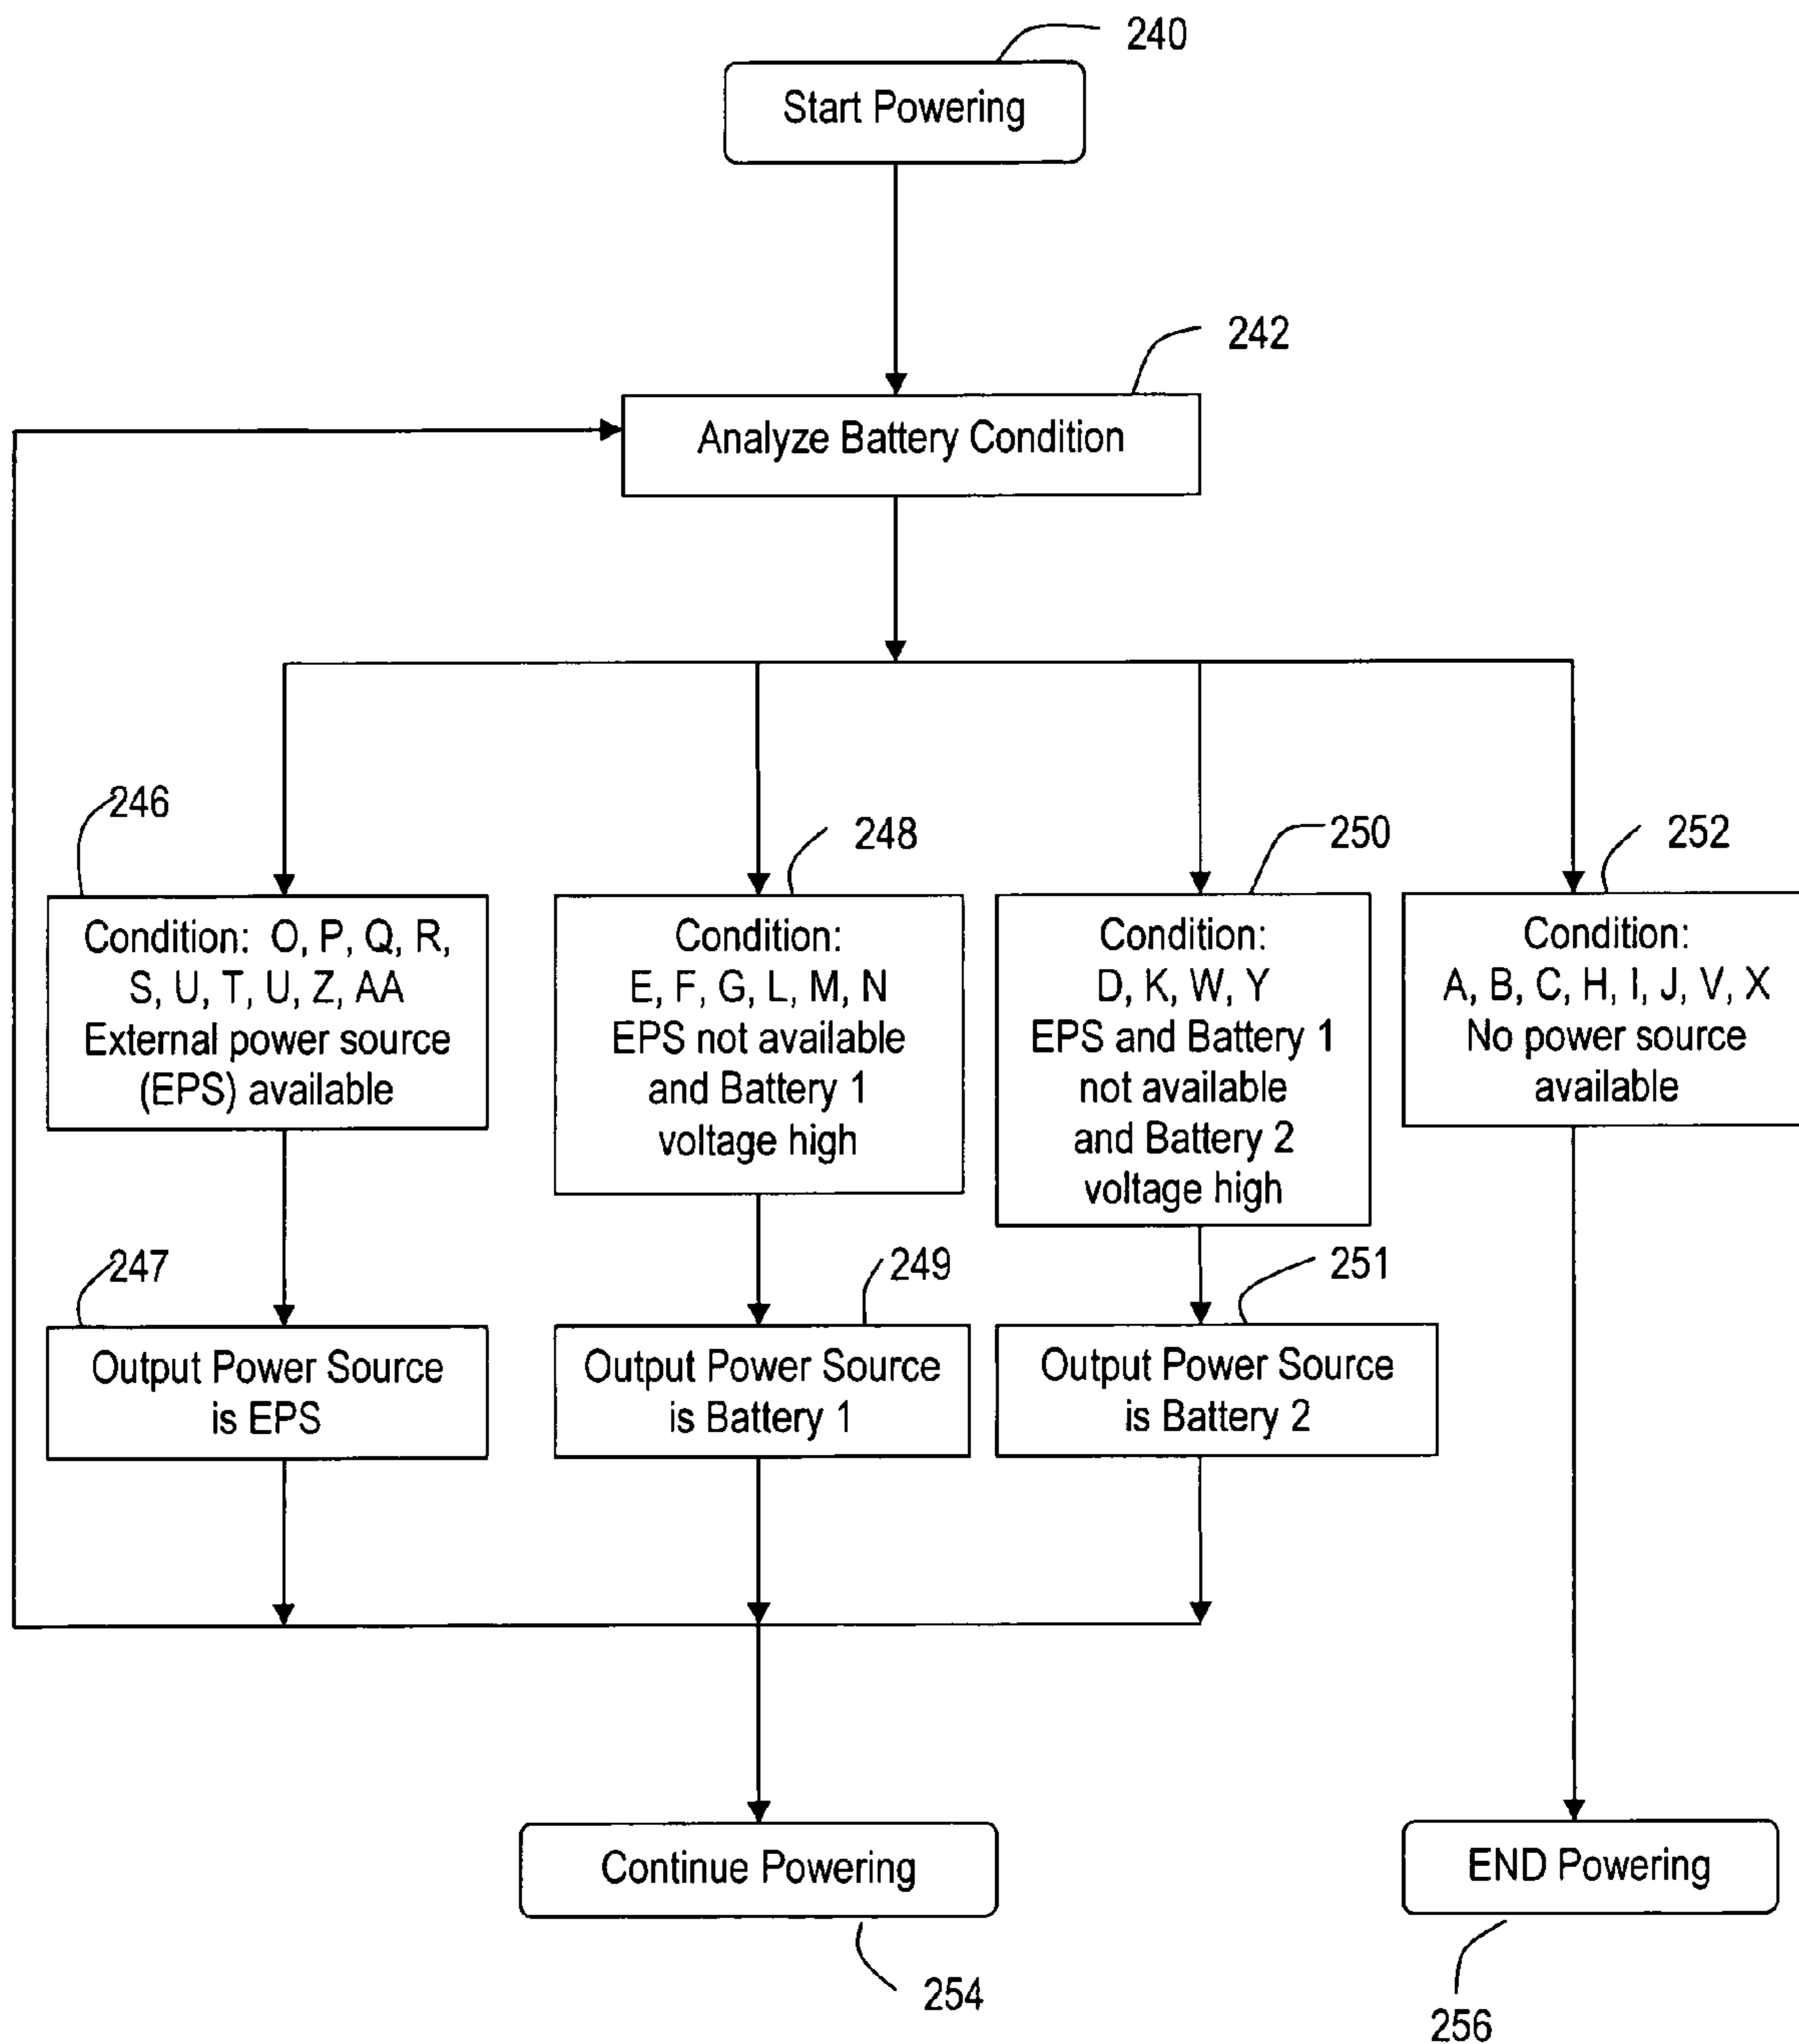 240
Start Powering
242
Analyze Battery Condition
246
Condition: O, P, Q, R,
S, U, T, U, Z, AA
External power source
(EPS) available
248
Condition:
E, F, G, L, M, N
EPS not available
and Battery 1
voltage high
250
Condition:
D, K, W, Y
EPS and Battery 1
not available
and Battery 2
voltage high
252
Condition:
A, B, C, H, I, J, V, X
No power source
available
247
Output Power Source
is EPS
249
Output Power Source
is Battery 1
251
Output Power Source
is Battery 2
Continue Powering
254
END Powering
256